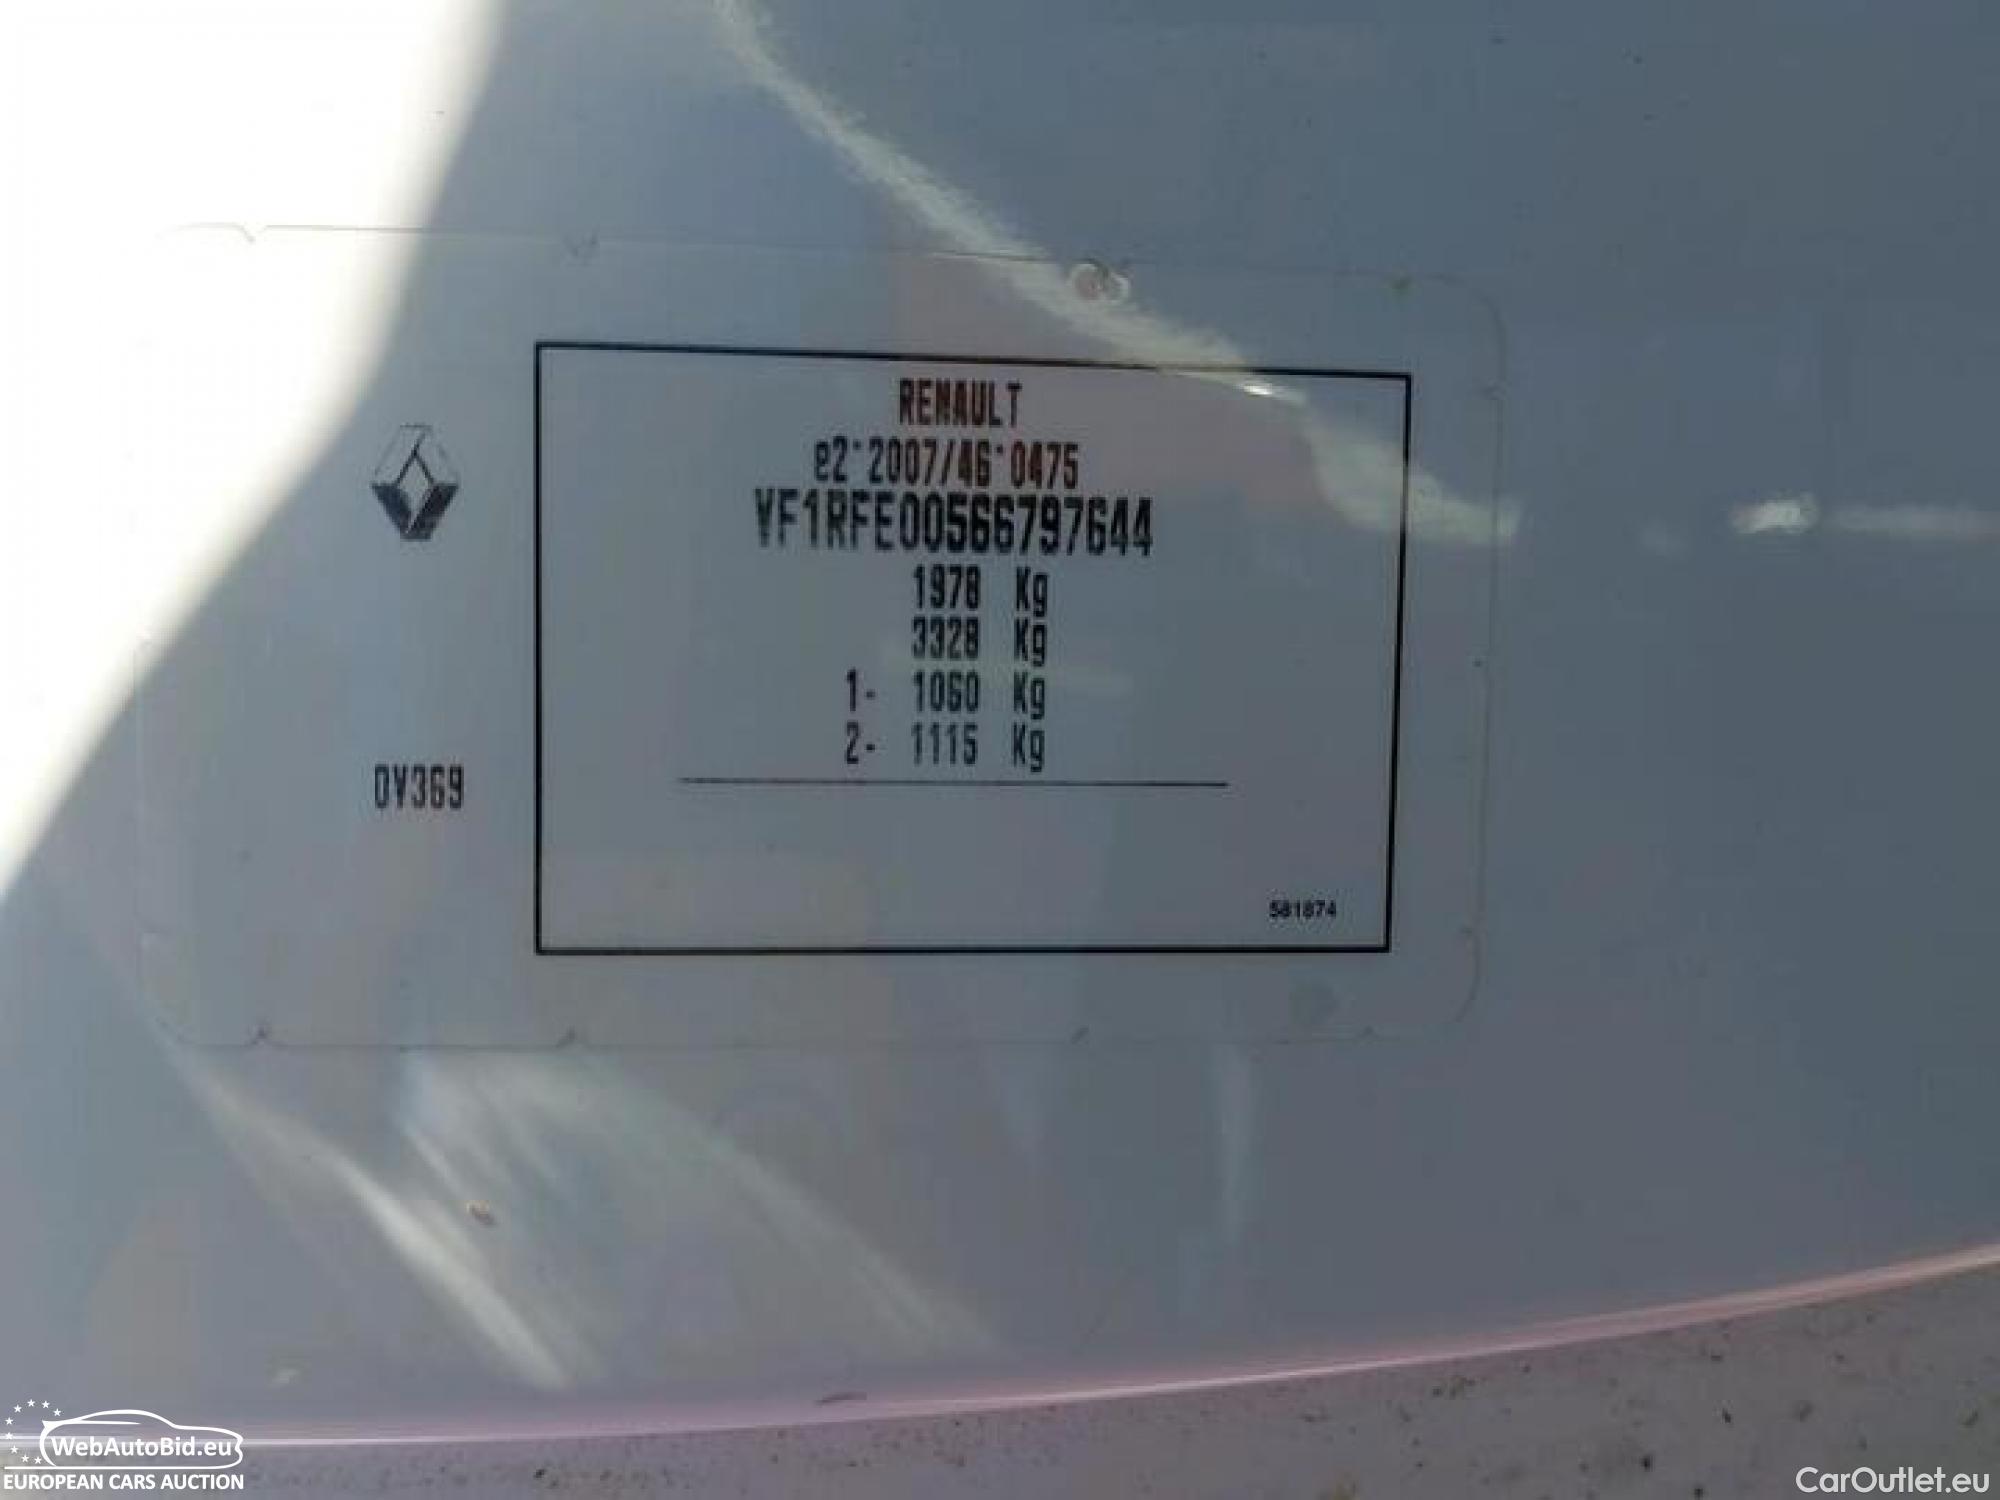 RENAULT
e2*2007/46*0475
VF1RFE00566797644
1978 Kg
3328 Kg
1- 1060 Kg
2- 1115 Kg
DV369
581874
WebAutoBid.eu
EUROPEAN CARS AUCTION
CarOutlet.eu